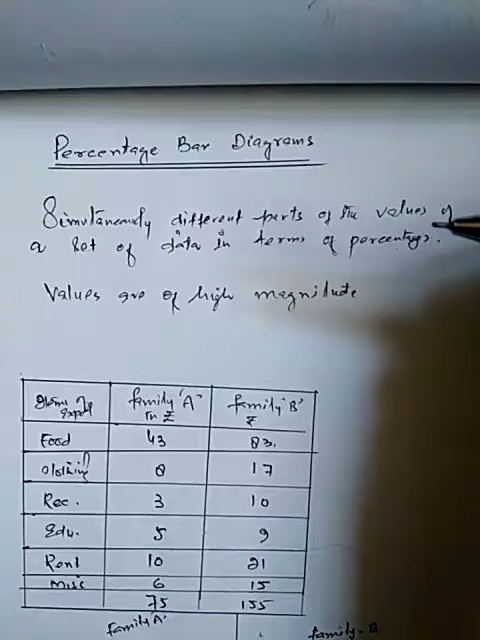 Percentage Bar Diagrams
Simultaneously different parts of the values of
a set of data in terms of percentages.
Values are of high magnitude
Items of family 'A' family 'B'
Expd in ₹ ₹
Food 43 83
Clothing 8 17
Rec. 3 10
Edu. 5 9
Rent 10 21
Misc 6 15
75 155
family 'A' family - B